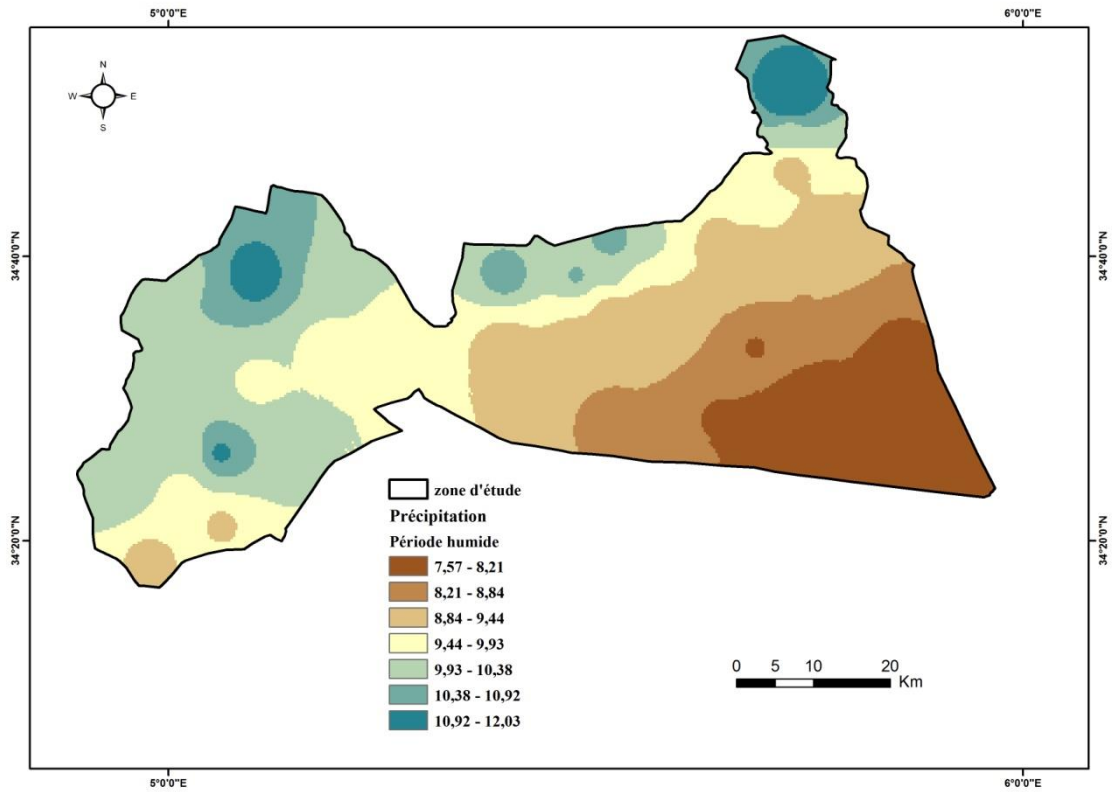 5°0'0"E 6°0'0"E
N
W E
S
34°40'0"N 34°40'0"N
34°20'0"N 34°20'0"N
zone d'étude
Précipitation
Période humide
7,57 - 8,21
8,21 - 8,84
8,84 - 9,44
9,44 - 9,93
9,93 - 10,38
10,38 - 10,92
10,92 - 12,03
0 5 10 20
Km
5°0'0"E 6°0'0"E